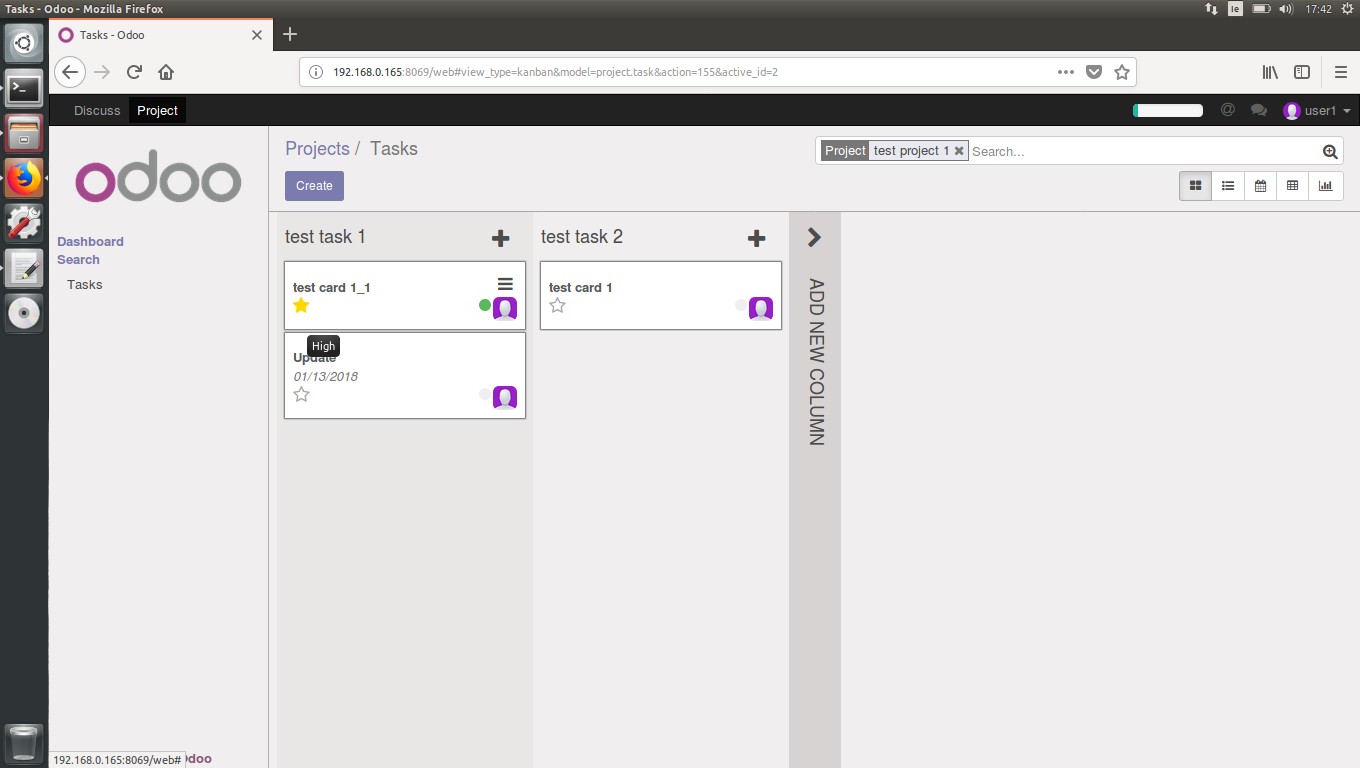 Tasks - Odoo - Mozilla Firefox
le
17:42
Tasks - Odoo
192.168.0.165:8069/web#view_type=kanban&model=project.task&action=155&active_id=2
Discuss
Project
@
user1
odoo
Projects / Tasks
Project test project 1
Search...
Create
Dashboard
Search
Tasks
test task 1
test task 2
test card 1_1
test card 1
High
Update
01/13/2018
ADD NEW COLUMN
192.168.0.165:8069/web#